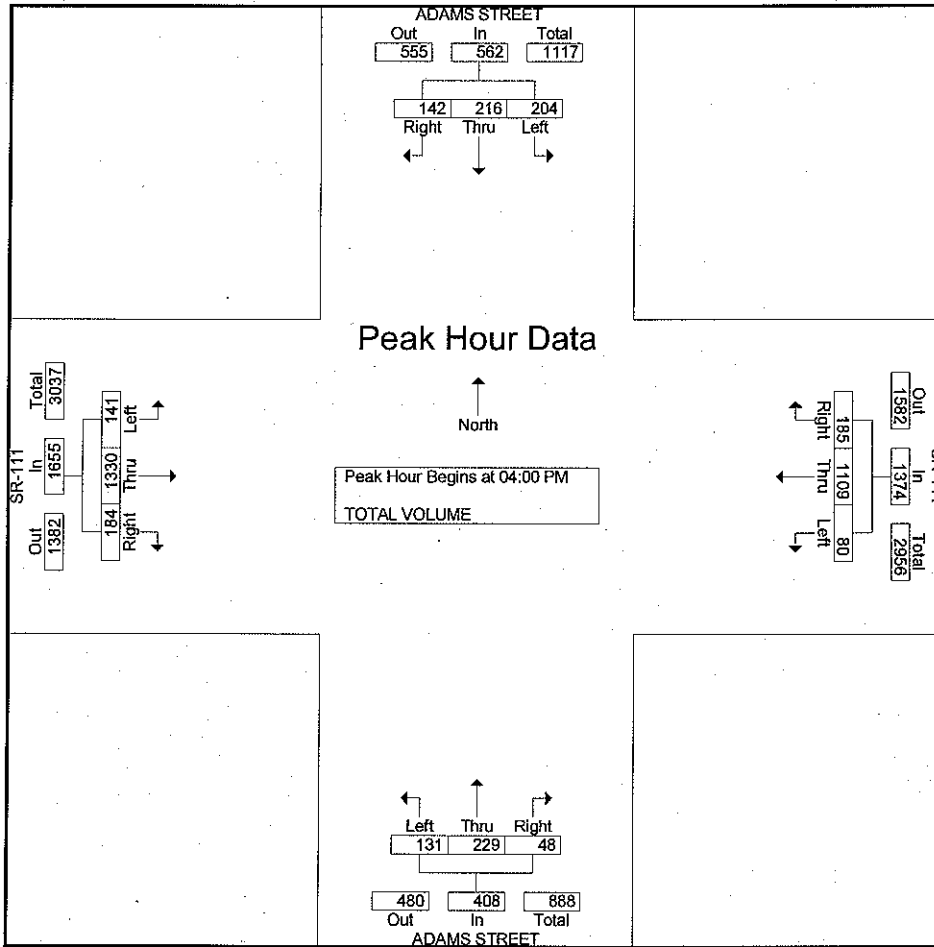 ADAMS STREET
Out In Total
555 562 1117
142 216 204
Right Thru Left
Peak Hour Data
North
Peak Hour Begins at 04:00 PM
TOTAL VOLUME
SR-111
Total In Out
3037 1655 1382
141 1330 184
Left Thru Right
Right Thru Left
185 1109 80
Out In Total
1582 1374 2956
Left Thru Right
131 229 48
480 408 888
Out In Total
ADAMS STREET